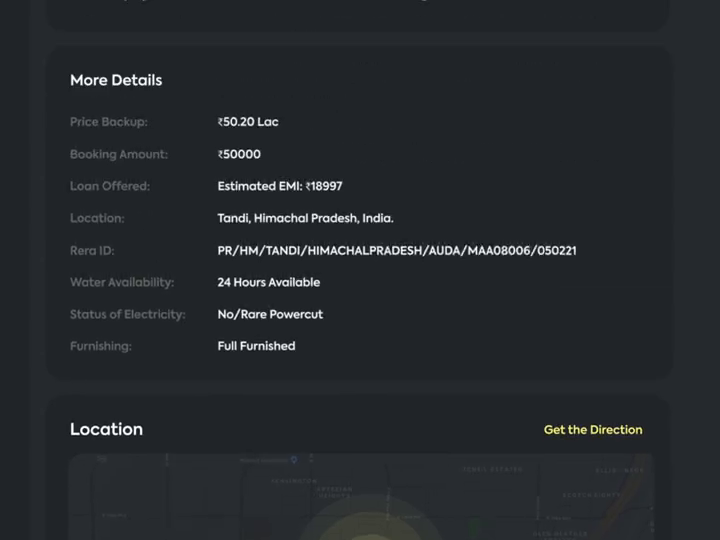 More Details
Price Backup: ₹50.20 Lac
Booking Amount: ₹50000
Loan Offered: Estimated EMI: ₹18997
Location: Tandi, Himachal Pradesh, India.
Rera ID: PR/HM/TANDI/HIMACHALPRADESH/AUDA/MAA08006/050221
Water Availability: 24 Hours Available
Status of Electricity: No/Rare Powercut
Furnishing: Full Furnished
Location Get the Direction